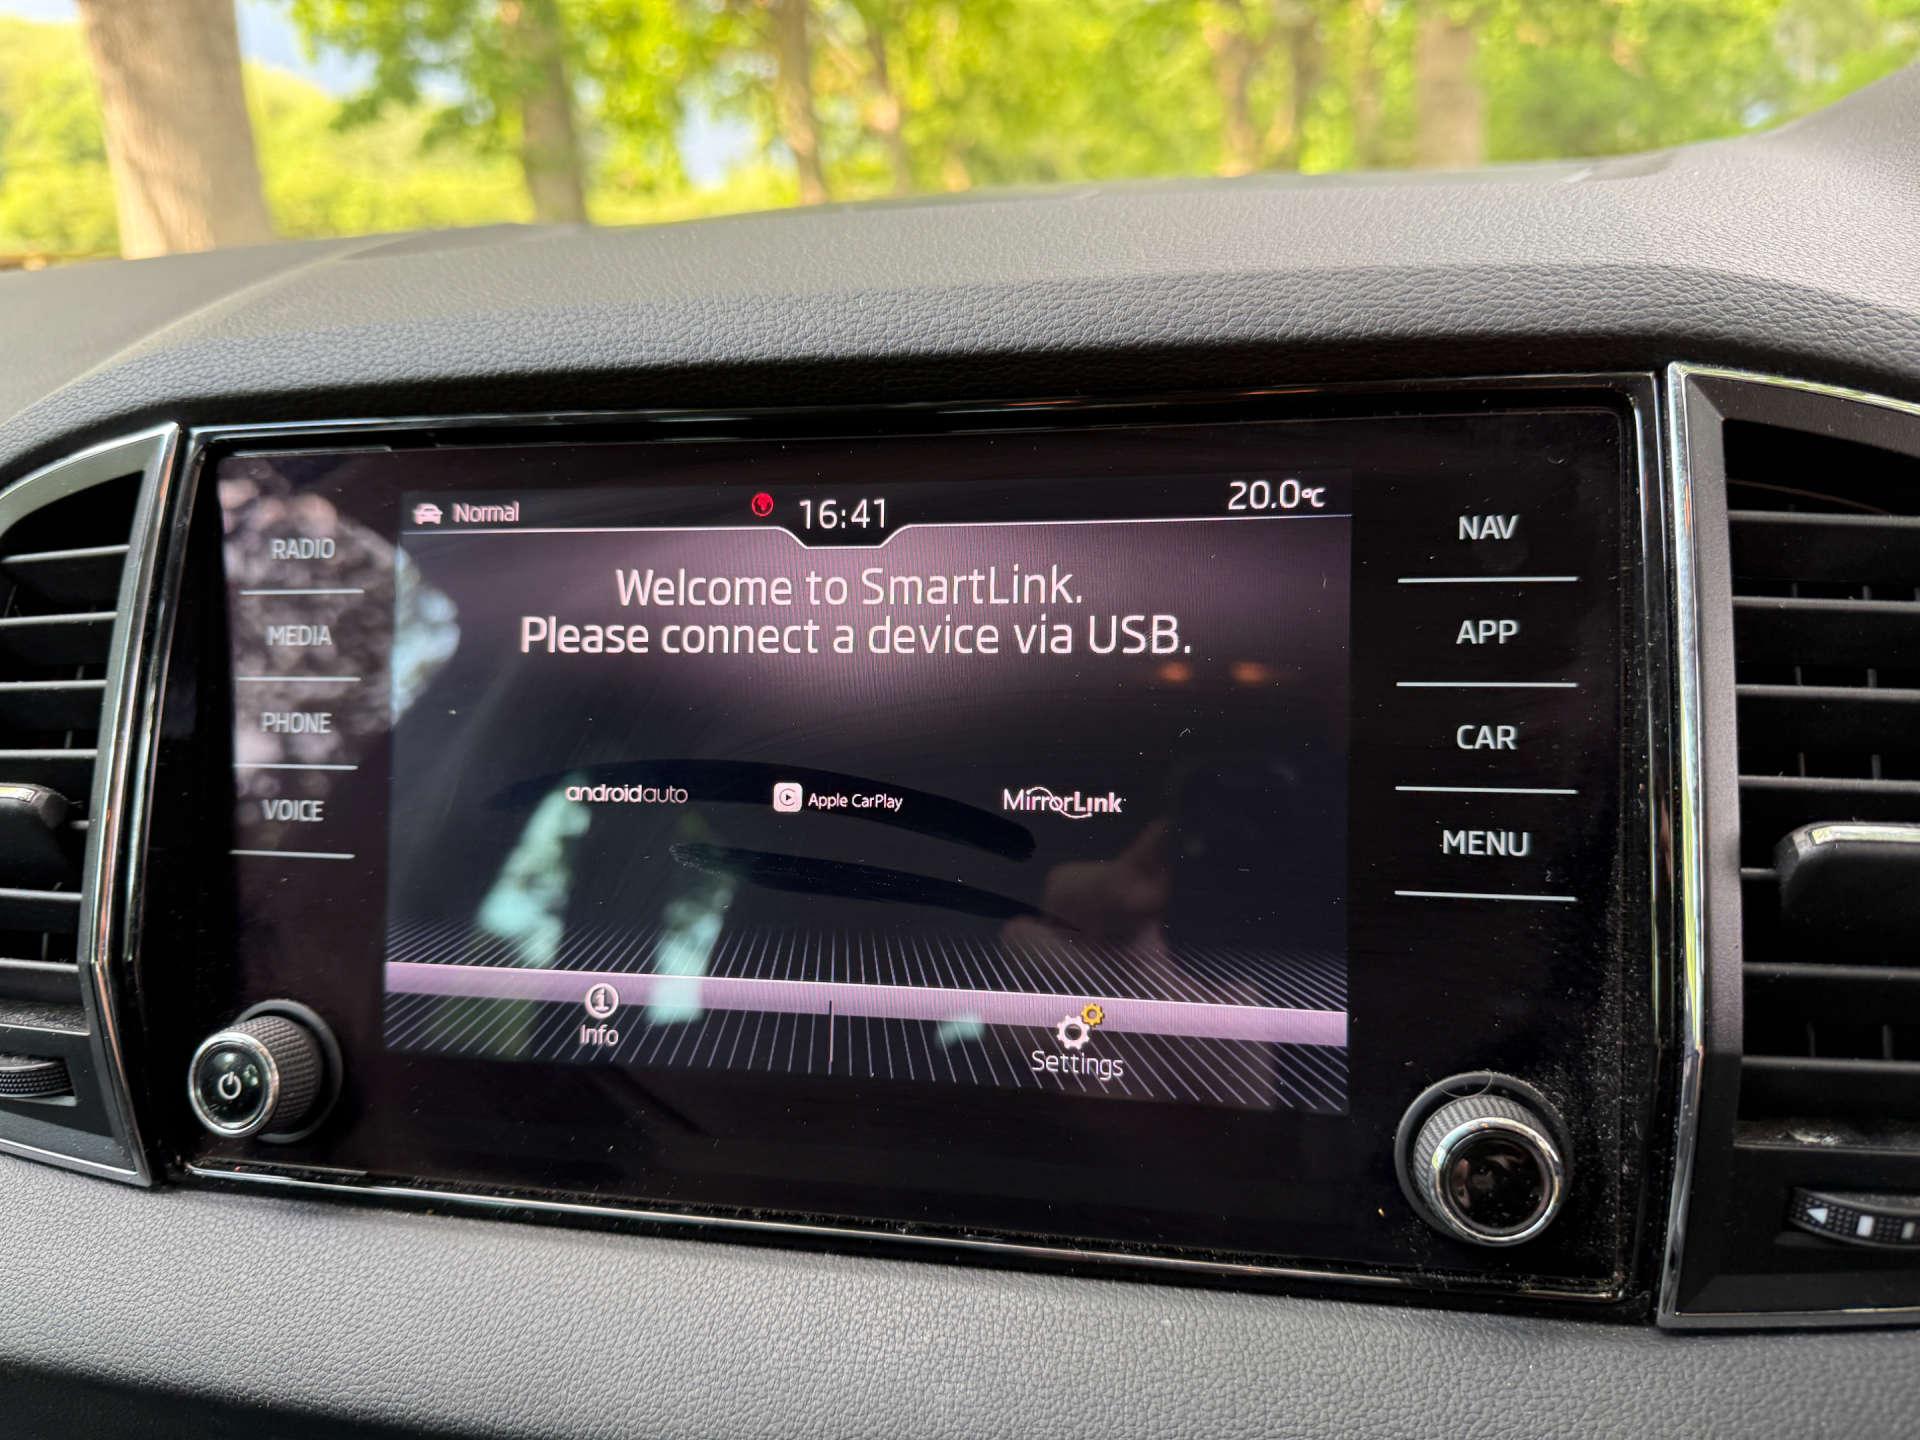 Normal
16:41
20.0°C
RADIO
MEDIA
PHONE
VOICE
Welcome to SmartLink.
Please connect a device via USB.
androidauto
Apple CarPlay
MirrorLink
Info
Settings
NAV
APP
CAR
MENU